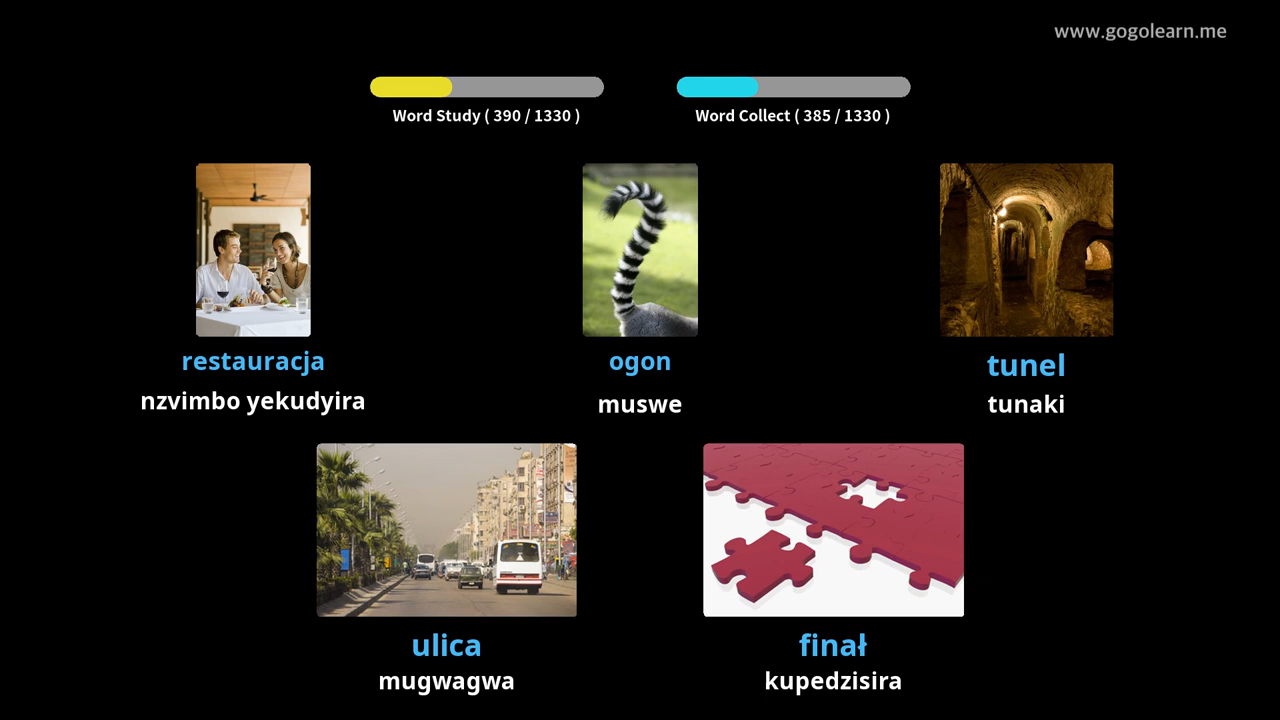 www.gogolearn.me
Word Study ( 390 / 1330 )
Word Collect ( 385 / 1330 )
restauracja
nzvimbo yekudyira
ogon
muswe
tunel
tunaki
ulica
mugwagwa
finał
kupedzisira